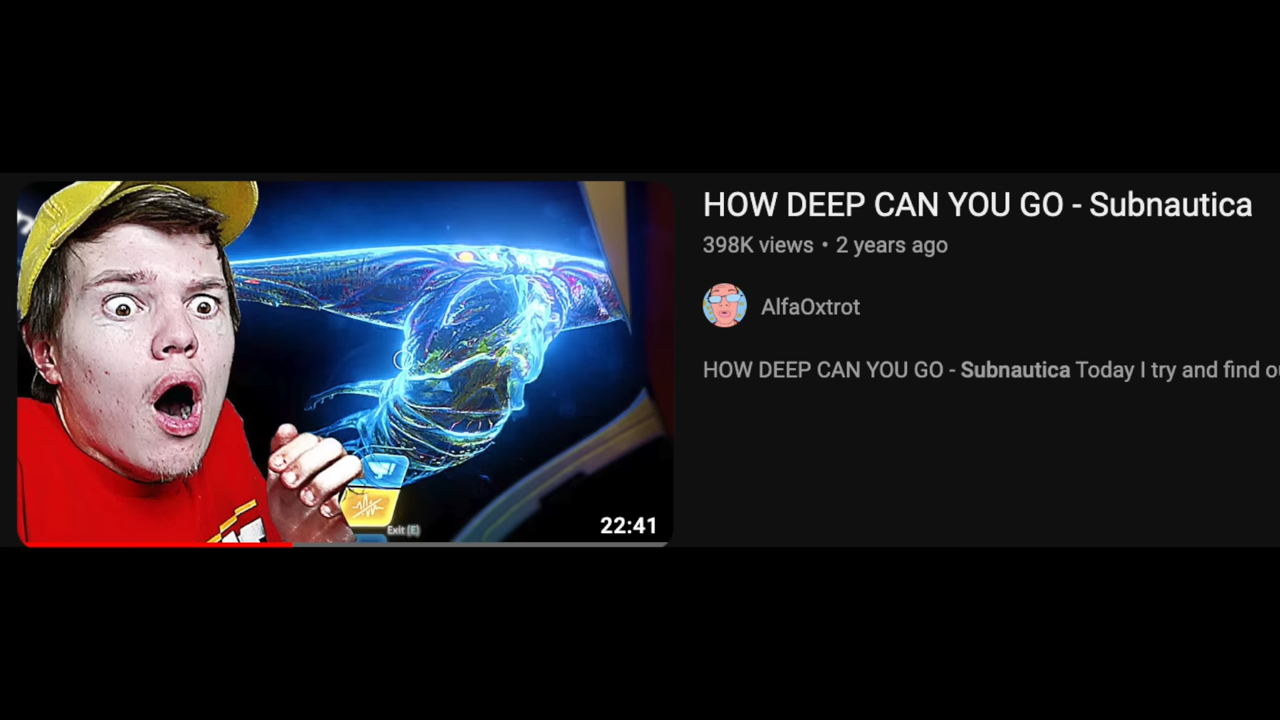 HOW DEEP CAN YOU GO - Subnautica
398K views • 2 years ago
AlfaOxtrot
HOW DEEP CAN YOU GO - Subnautica Today I try and find
Exit (E)
22:41